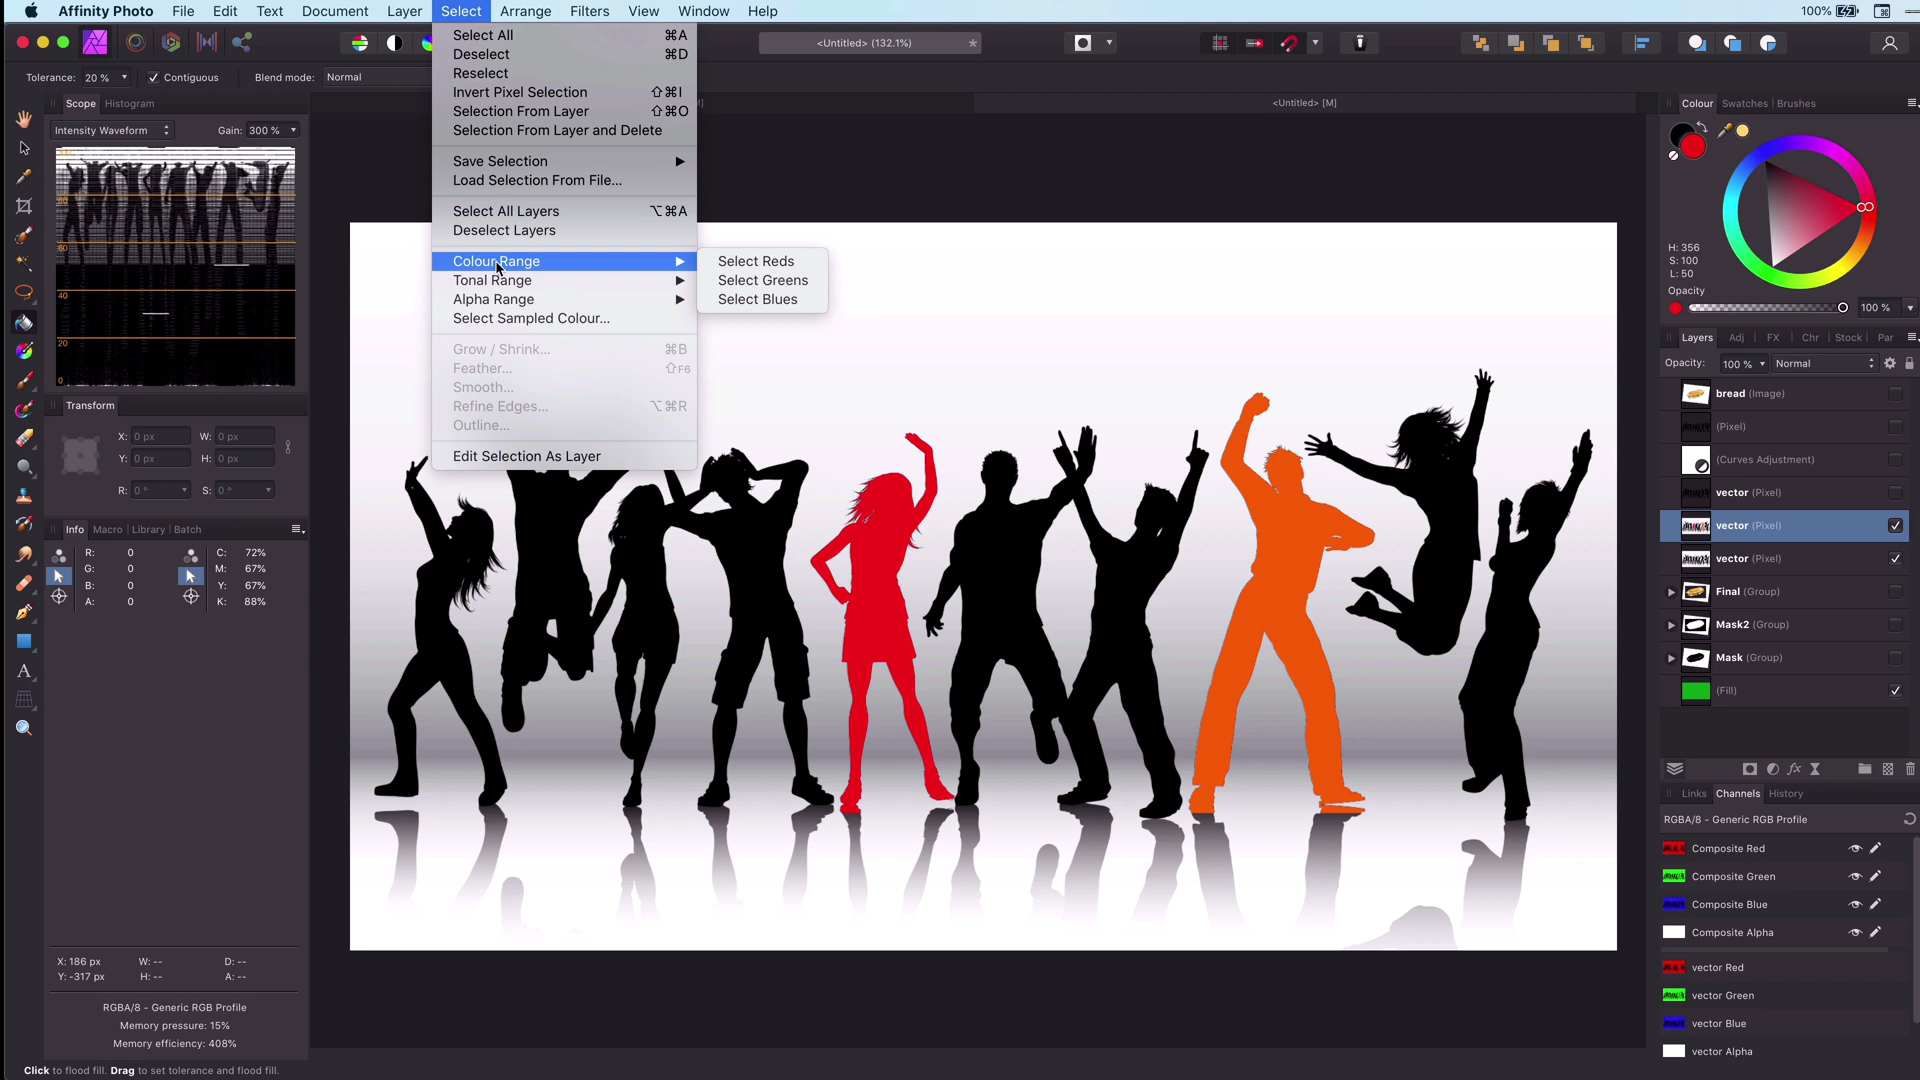 Affinity Photo File Edit Text Document Layer Select Arrange Filters View Window Help 100%
<Untitled> (132.1%) *
Tolerance: 20 % Contiguous Blend mode: Normal
Select All ⌘A
Deselect ⌘D
Reselect
Invert Pixel Selection ⇧⌘I
Selection From Layer ⇧⌘O
Selection From Layer and Delete
Save Selection
Load Selection From File...
Select All Layers ⌥⌘A
Deselect Layers
Colour Range
Tonal Range
Alpha Range
Select Sampled Colour...
Grow / Shrink... ⌘B
Feather... ⇧F6
Smooth...
Refine Edges... ⌥⌘R
Outline...
Edit Selection As Layer
Select Reds
Select Greens
Select Blues
<Untitled> [M]
Scope Histogram
Intensity Waveform Gain: 300 %
80
60
40
20
0
Transform
X: 0 px W: 0 px
Y: 0 px H: 0 px
R: 0 ° S: 0 °
Info Macro Library Batch
R: 0 C: 72%
G: 0 M: 67%
B: 0 Y: 67%
A: 0 K: 88%
X: 186 px W: -- D: --
Y: -317 px H: -- A: --
RGBA/8 - Generic RGB Profile
Memory pressure: 15%
Memory efficiency: 408%
Click to flood fill. Drag to set tolerance and flood fill.
Colour Swatches Brushes
H: 356
S: 100
L: 50
Opacity
100 %
Layers Adj FX Chr Stock Par
Opacity: 100 % Normal
bread (Image)
(Pixel)
(Curves Adjustment)
vector (Pixel)
vector (Pixel)
vector (Pixel)
Final (Group)
Mask2 (Group)
Mask (Group)
(Fill)
Links Channels History
RGBA/8 - Generic RGB Profile
Composite Red
Composite Green
Composite Blue
Composite Alpha
vector Red
vector Green
vector Blue
vector Alpha